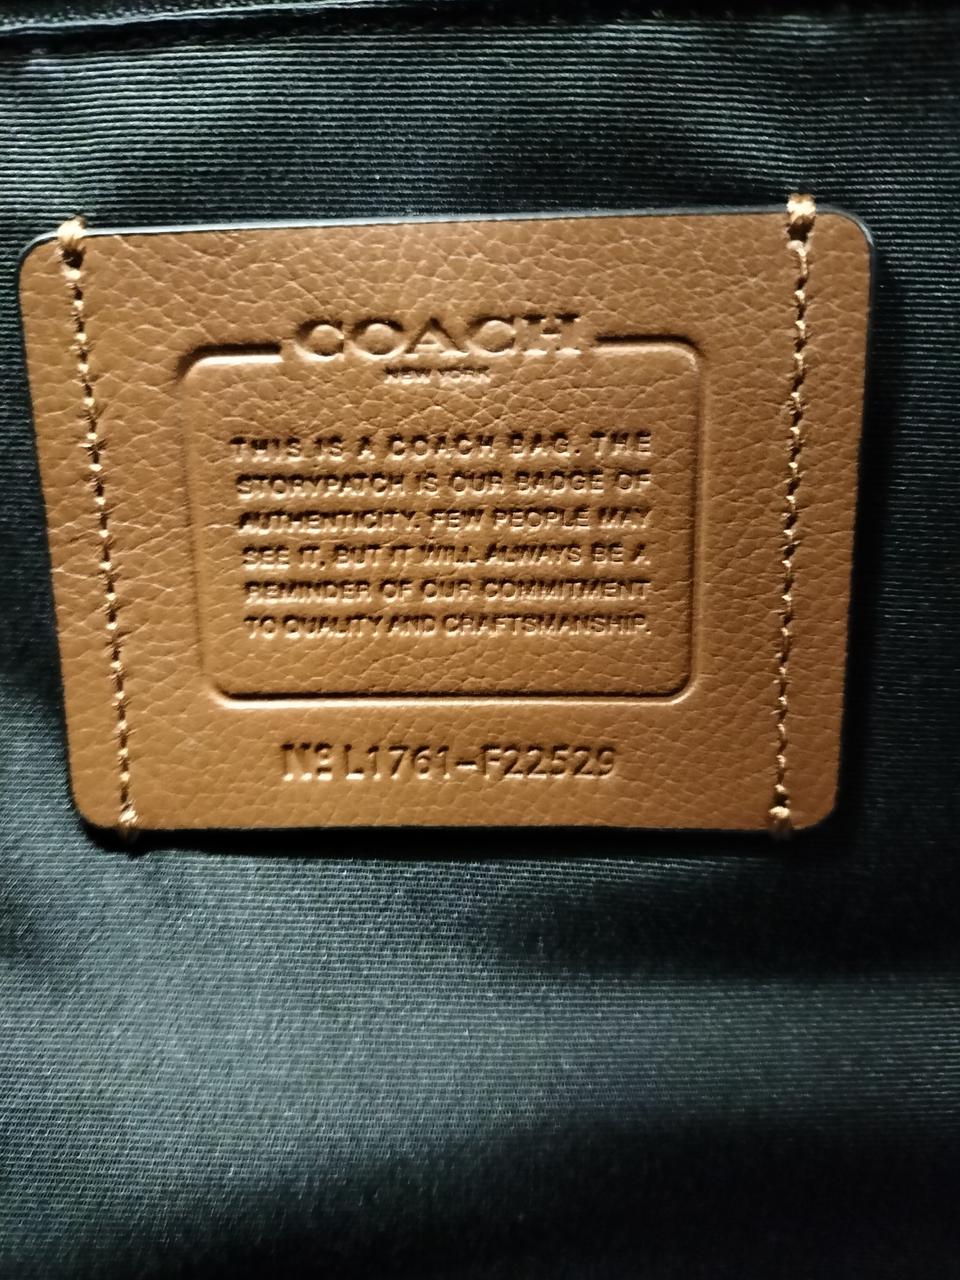 COACH
NEW YORK
THIS IS A COACH BAG. THE
STORYPATCH IS OUR BADGE OF
AUTHENTICITY. FEW PEOPLE MAY
SEE IT, BUT IT WILL ALWAYS BE A
REMINDER OF OUR COMMITMENT
TO QUALITY AND CRAFTSMANSHIP.
Nº L1761-F22529